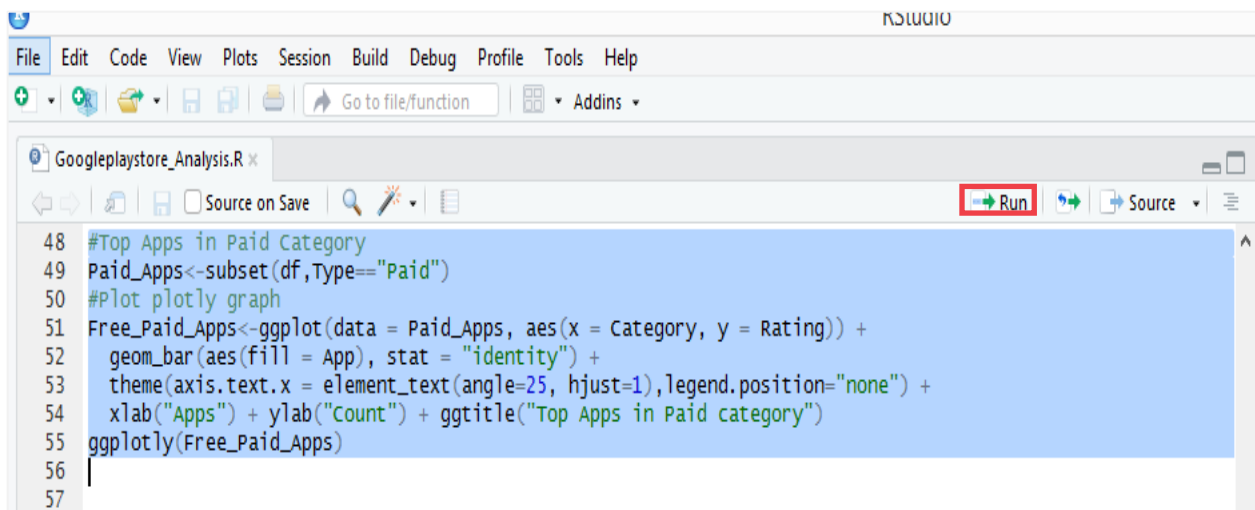 RStudio
File Edit Code View Plots Session Build Debug Profile Tools Help
Go to file/function Addins
Googleplaystore_Analysis.R
Source on Save Run Source
48 #Top Apps in Paid Category
49 Paid_Apps<-subset(df,Type=="Paid")
50 #Plot plotly graph
51 Free_Paid_Apps<-ggplot(data = Paid_Apps, aes(x = Category, y = Rating)) +
52 geom_bar(aes(fill = App), stat = "identity") +
53 theme(axis.text.x = element_text(angle=25, hjust=1),legend.position="none") +
54 xlab("Apps") + ylab("Count") + ggtitle("Top Apps in Paid category")
55 ggplotly(Free_Paid_Apps)
56
57